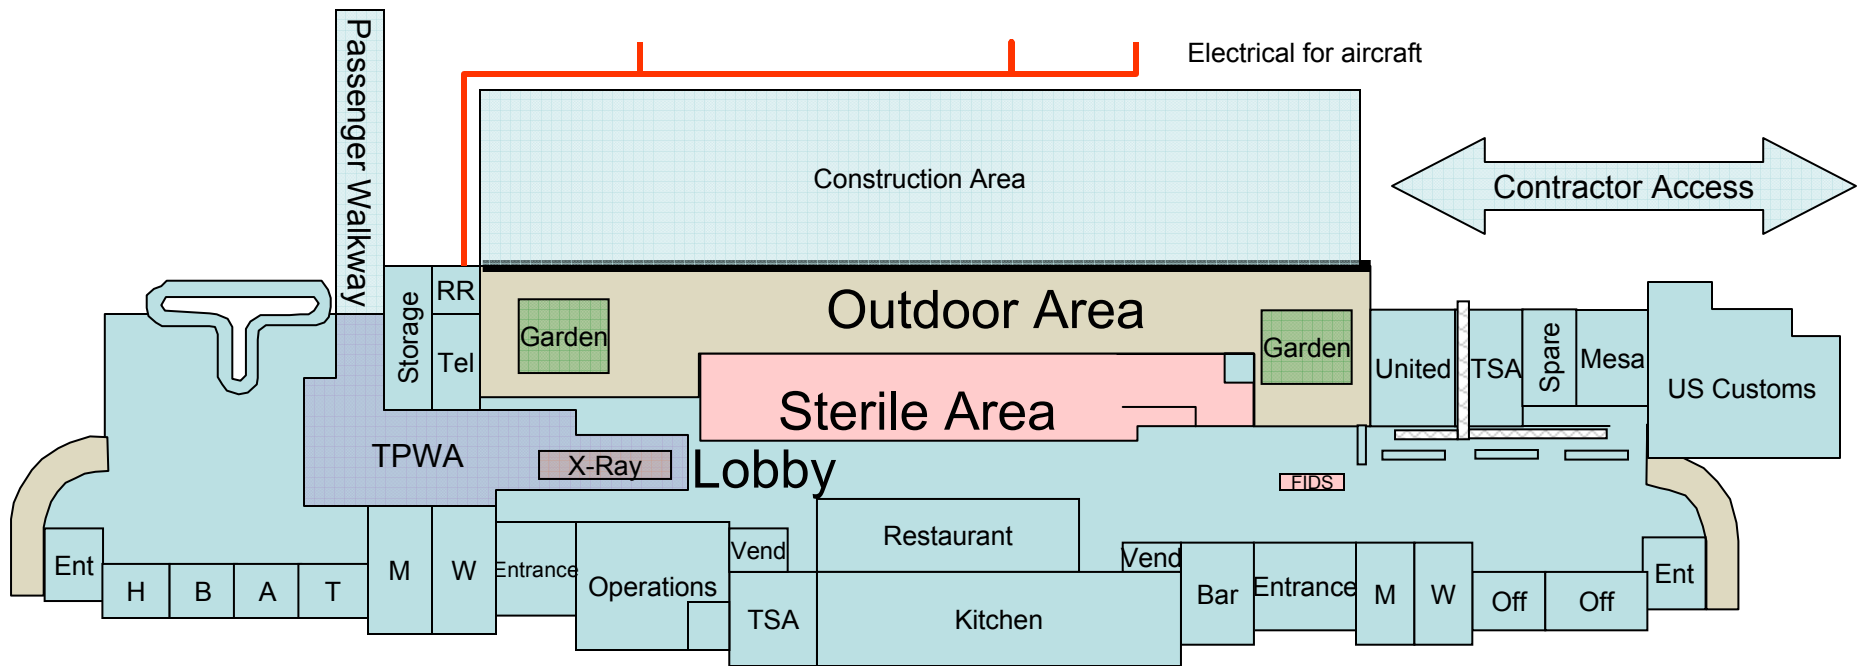 Passenger Walkway
Electrical for aircraft
Construction Area
Contractor Access
Storage
RR
Tel
Garden
Outdoor Area
Garden
United
TSA
Spare
Mesa
US Customs
Sterile Area
TPWA
X-Ray
Lobby
FIDS
Ent
H
B
A
T
M
W
Entrance
Operations
Vend
TSA
Restaurant
Kitchen
Vend
Bar
Entrance
M
W
Off
Off
Ent